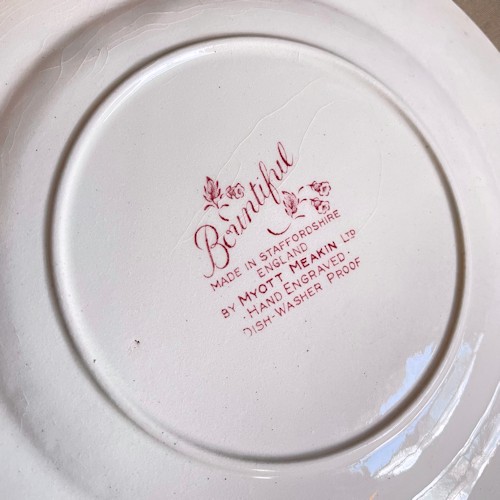 Bountiful
MADE IN STAFFORDSHIRE
ENGLAND
BY MYOTT MEAKIN LTD
· HAND ENGRAVED ·
DISH-WASHER PROOF